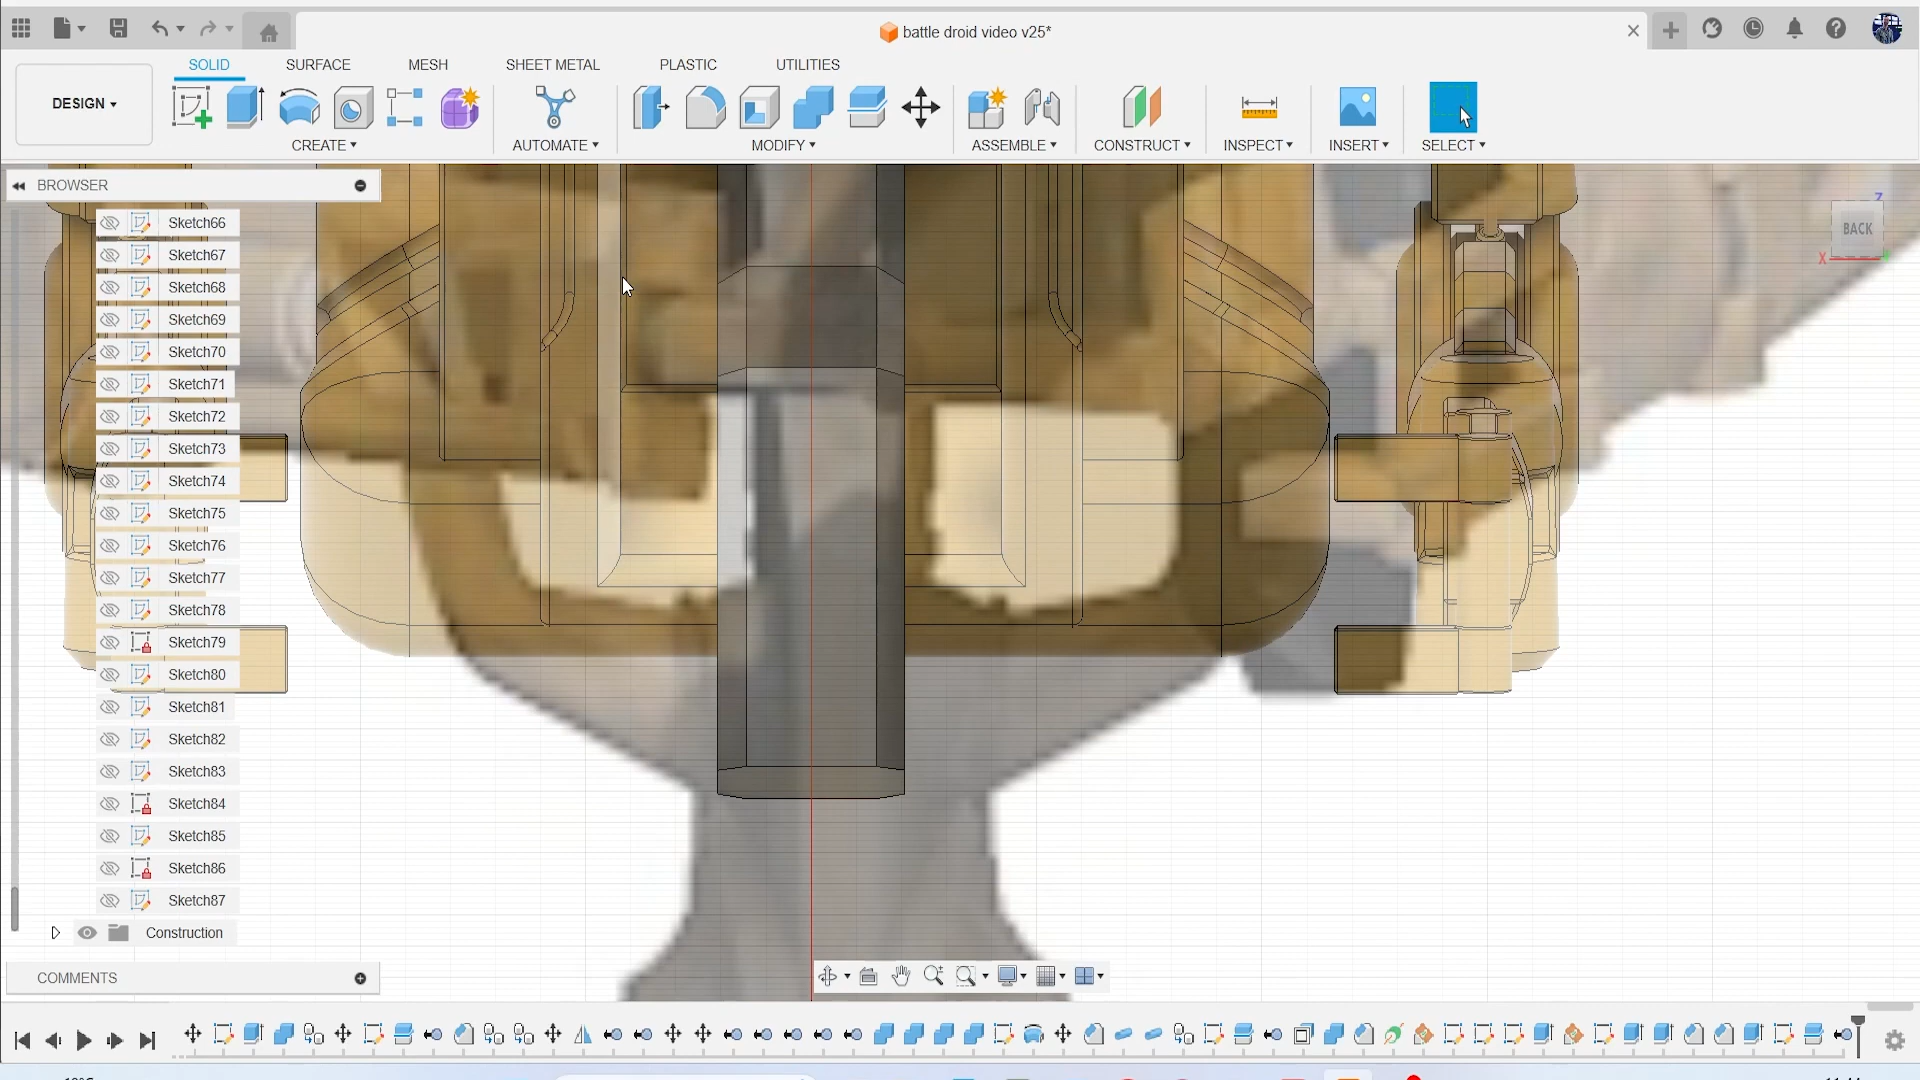 battle droid video v25*
SOLID SURFACE MESH SHEET METAL PLASTIC UTILITIES
DESIGN
CREATE AUTOMATE MODIFY ASSEMBLE CONSTRUCT INSPECT INSERT SELECT
BROWSER
Z
BACK
X
Sketch66
Sketch67
Sketch68
Sketch69
Sketch70
Sketch71
Sketch72
Sketch73
Sketch74
Sketch75
Sketch76
Sketch77
Sketch78
Sketch79
Sketch80
Sketch81
Sketch82
Sketch83
Sketch84
Sketch85
Sketch86
Sketch87
Construction
COMMENTS